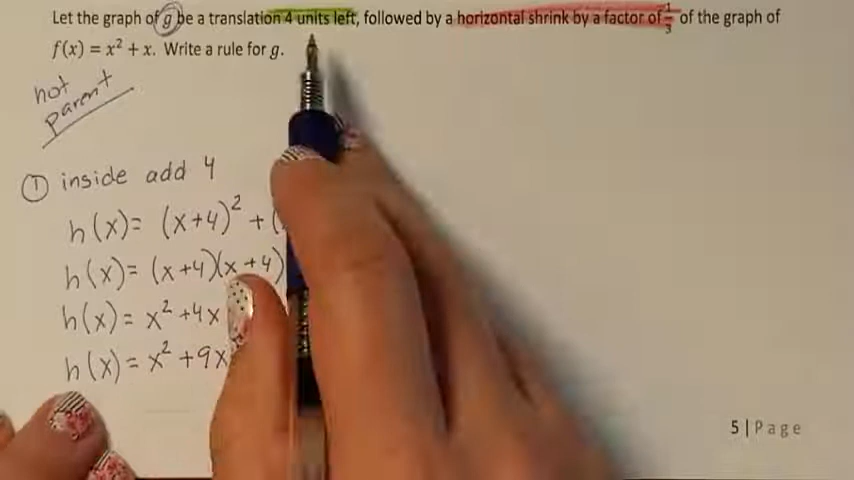 Let the graph of g be a translation 4 units left, followed by a horizontal shrink by a factor of 1/3 of the graph of
f(x) = x² + x. Write a rule for g.
not
parent
① inside add 4
h(x) = (x+4)² + (
h(x) = (x+4)(x+4)
h(x) = x² + 4x
h(x) = x² + 9x
5 | Page